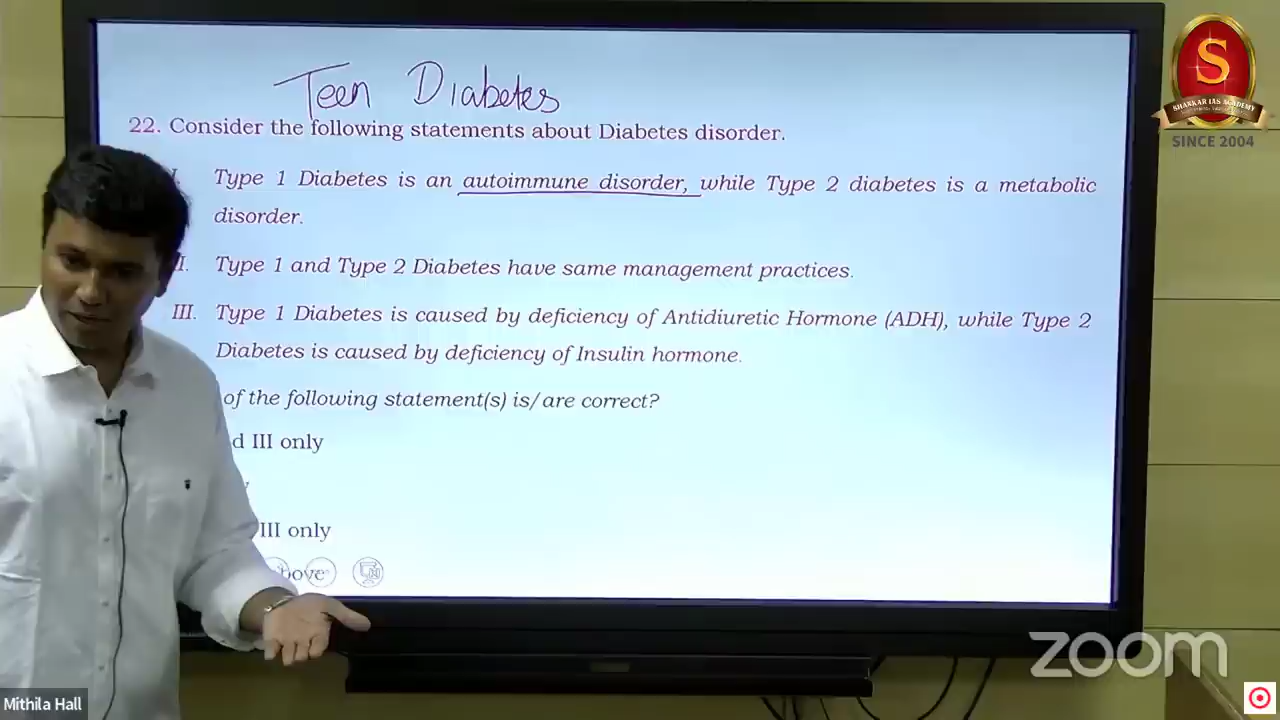 Teen Diabetes
22. Consider the following statements about Diabetes disorder.
I. Type 1 Diabetes is an autoimmune disorder, while Type 2 diabetes is a metabolic
disorder.
II. Type 1 and Type 2 Diabetes have same management practices.
III. Type 1 Diabetes is caused by deficiency of Antidiuretic Hormone (ADH), while Type 2
Diabetes is caused by deficiency of Insulin hormone.
of the following statement(s) is/are correct?
d III only
III only
bove
S
SHANKAR IAS ACADEMY
SINCE 2004
zoom
Mithila Hall